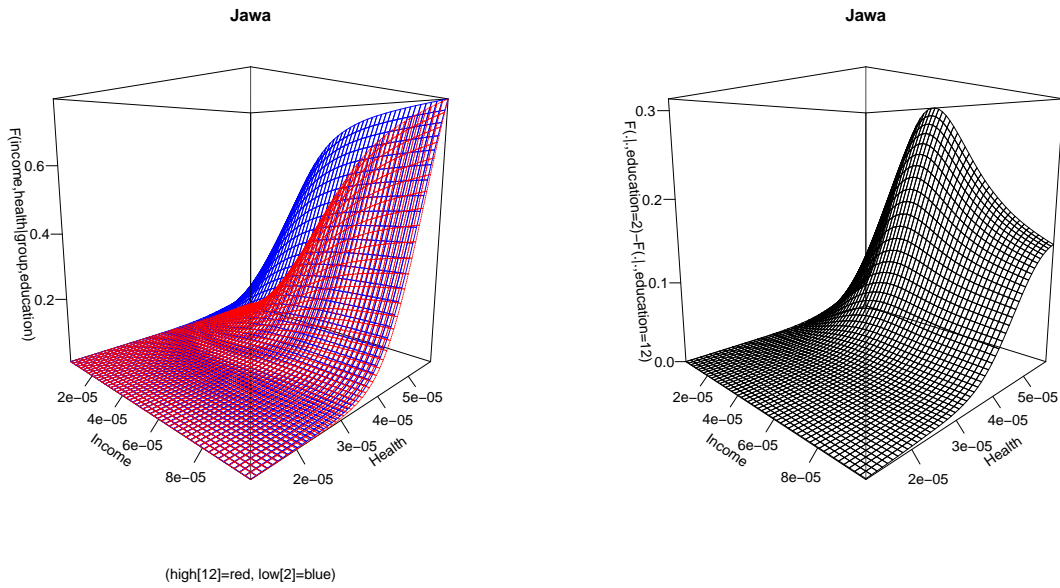 Jawa
F(income,health|group,education)
0.6
0.4
0.2
2e−05
4e−05
6e−05
8e−05
Income
2e−05
3e−05
4e−05
5e−05
Health
(high[12]=red, low[2]=blue)
Jawa
F(.|.,education=2)−F(.|.,education=12)
0.3
0.2
0.1
0.0
2e−05
4e−05
6e−05
8e−05
Income
2e−05
3e−05
4e−05
5e−05
Health